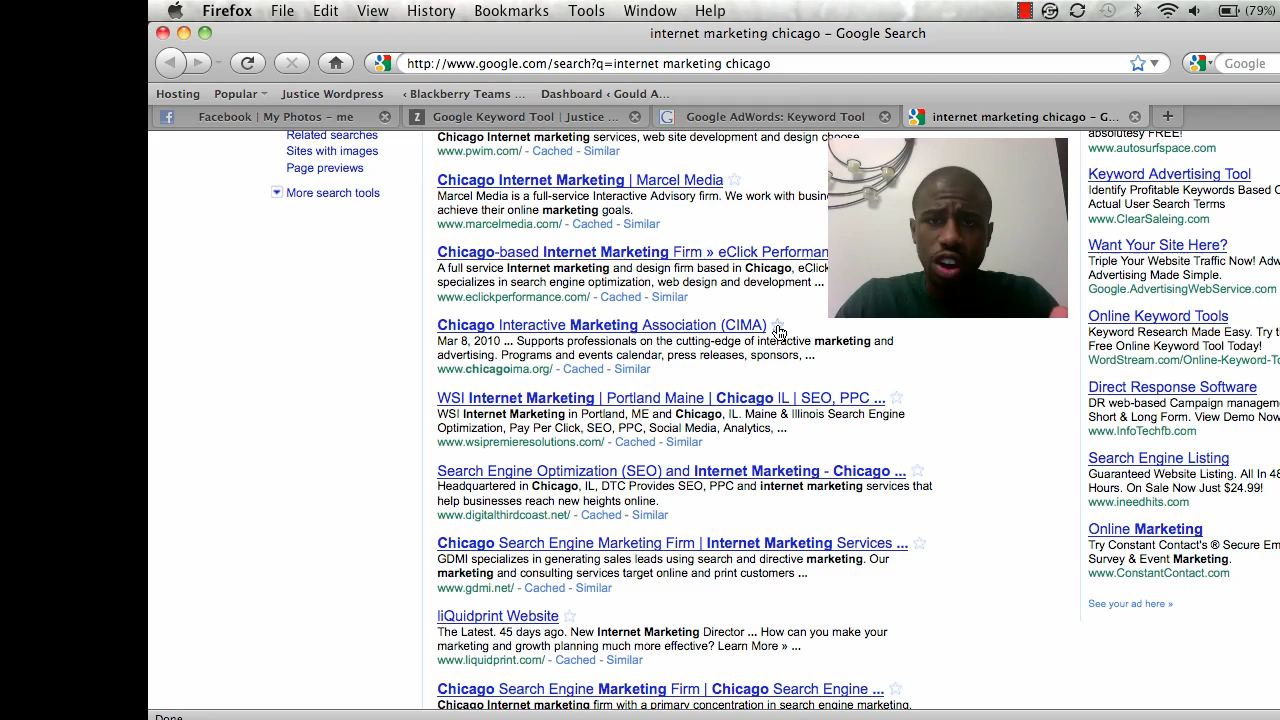 Firefox File Edit View History Bookmarks Tools Window Help (79%)
internet marketing chicago – Google Search
http://www.google.com/search?q=internet marketing chicago Google
Hosting Popular Justice Wordpress ‹ Blackberry Teams ... Dashboard ‹ Gould A...
Facebook | My Photos – me Google Keyword Tool | Justice ... Google AdWords: Keyword Tool internet marketing chicago – G...
Related searches
Sites with images
Page previews
More search tools
Chicago Internet marketing services, web site development and design choose
www.pwim.com/ - Cached - Similar
Chicago Internet Marketing | Marcel Media
Marcel Media is a full-service Interactive Advisory firm. We work with
achieve their online marketing goals.
www.marcelmedia.com/ - Cached - Similar
Chicago-based Internet Marketing Firm » eClick Performan
A full service Internet marketing and design firm based in Chicago, eClick
specializes in search engine optimization, web design and development ...
www.eclickperformance.com/ - Cached - Similar
Chicago Interactive Marketing Association (CIMA)
Mar 8, 2010 ... Supports professionals on the cutting-edge of interactive marketing and
advertising. Programs and events calendar, press releases, sponsors, ...
www.chicagoima.org/ - Cached - Similar
WSI Internet Marketing | Portland Maine | Chicago IL | SEO, PPC ...
WSI Internet Marketing in Portland, ME and Chicago, IL. Maine & Illinois Search Engine
Optimization, Pay Per Click, SEO, PPC, Social Media, Analytics, ...
www.wsipremieresolutions.com/ - Cached - Similar
Search Engine Optimization (SEO) and Internet Marketing - Chicago ...
Headquartered in Chicago, IL, DTC Provides SEO, PPC and internet marketing services that
help businesses reach new heights online.
www.digitalthirdcoast.net/ - Cached - Similar
Chicago Search Engine Marketing Firm | Internet Marketing Services ...
GDMI specializes in generating sales leads using search and directive marketing. Our
marketing and consulting services target online and print customers ...
www.gdmi.net/ - Cached - Similar
liQuidprint Website
The Latest. 45 days ago. New Internet Marketing Director ... How can you make your
marketing and growth planning much more effective? Learn More » ...
www.liquidprint.com/ - Cached - Similar
Chicago Search Engine Marketing Firm | Chicago Search Engine ...
Chicago Internet marketing firm with a primary concentration in search engine marketing,
absolutely FREE!
www.autosurfspace.com
Keyword Advertising Tool
Identify Profitable Keywords Based
Actual User Search Terms
www.ClearSaleing.com
Want Your Site Here?
Triple Your Website Traffic Now!
Advertising Made Simple.
Google.AdvertisingWebService.com
Online Keyword Tools
Keyword Research Made Easy. Try
Free Online Keyword Tool Today!
WordStream.com/Online-Keyword-To
Direct Response Software
DR web-based Campaign managem
Short & Long Form. View Demo Now
www.InfoTechfb.com
Search Engine Listing
Guaranteed Website Listing. All In 48
Hours. On Sale Now Just $24.99!
www.ineedhits.com
Online Marketing
Try Constant Contact's ® Secure Em
Survey & Event Marketing.
www.ConstantContact.com
See your ad here »
Done